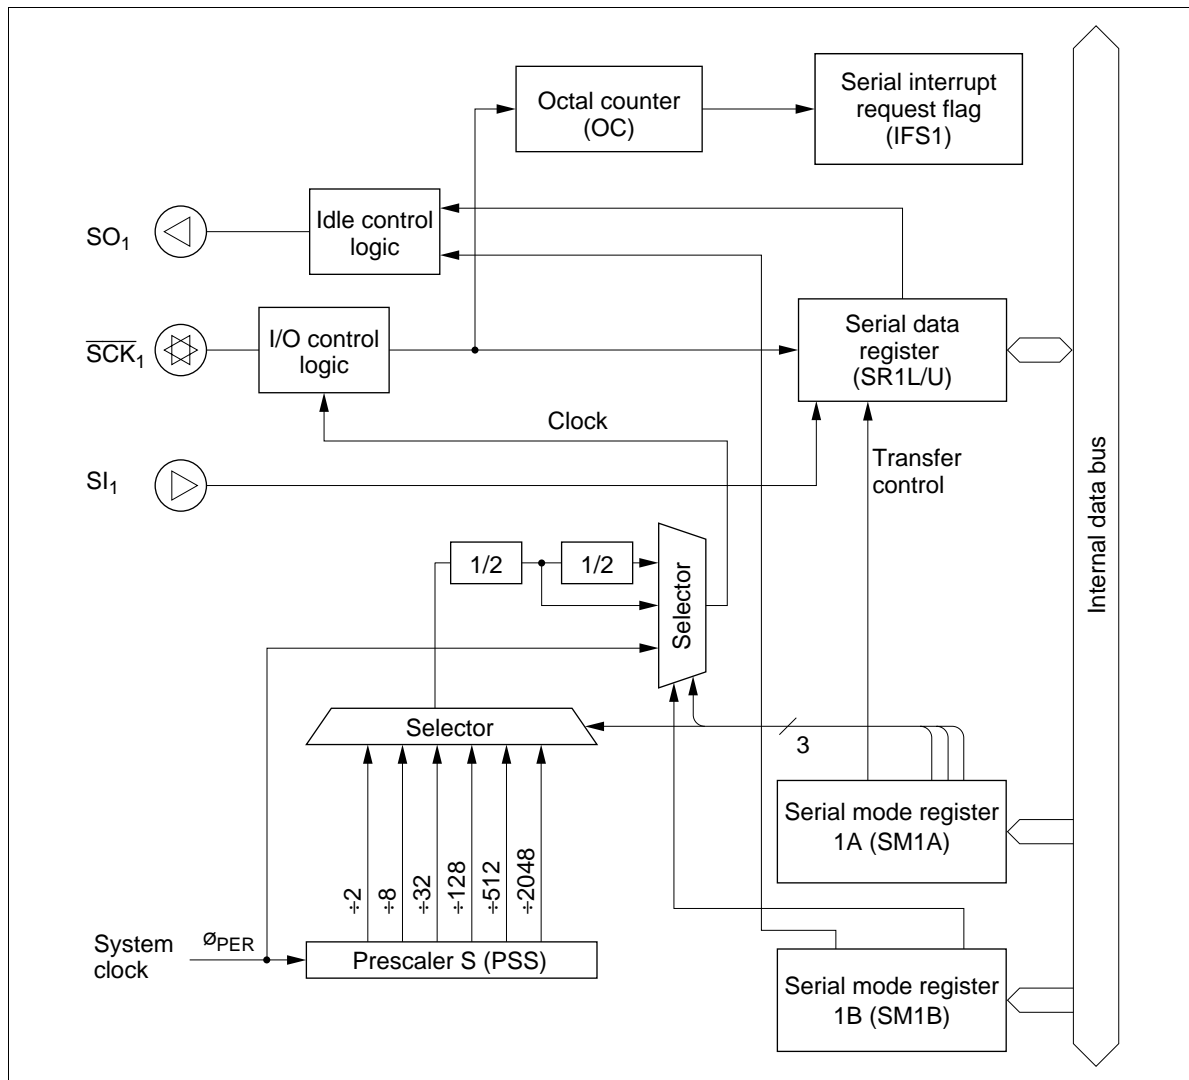 Octal counter
(OC)
Serial interrupt
request flag
(IFS1)
SO1
Idle control
logic
SCK1
I/O control
logic
Serial data
register
(SR1L/U)
Clock
SI1
Transfer
control
Internal data bus
1/2
1/2
Selector
Selector
3
Serial mode register
1A (SM1A)
÷2
÷8
÷32
÷128
÷512
÷2048
System
clock
øPER
Prescaler S (PSS)
Serial mode register
1B (SM1B)